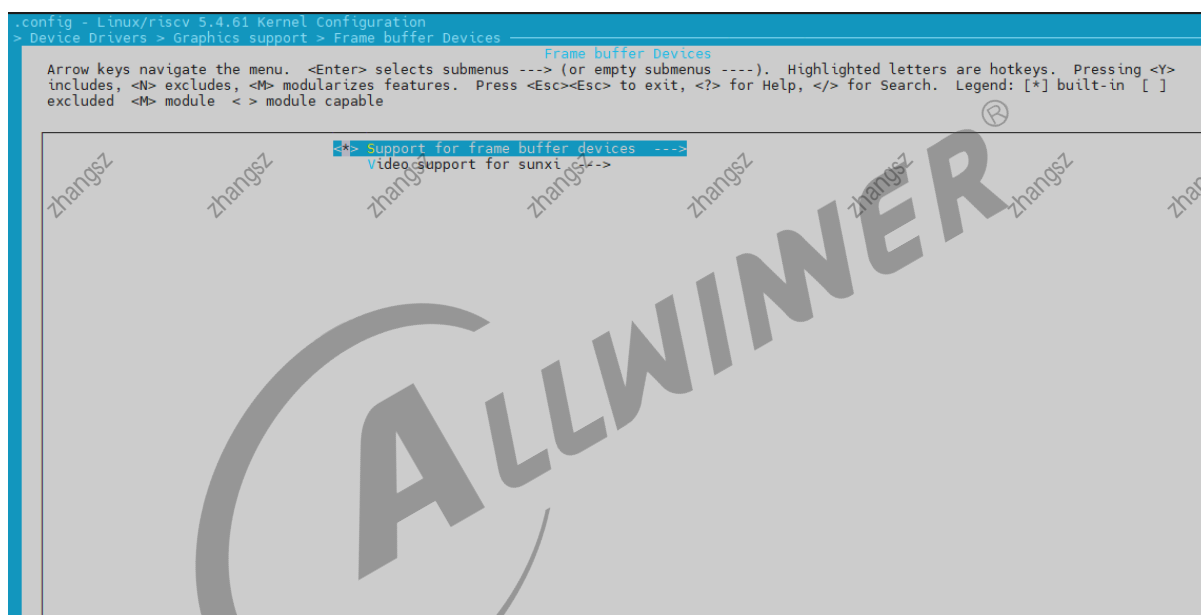 .config - Linux/riscv 5.4.61 Kernel Configuration
> Device Drivers > Graphics support > Frame buffer Devices
Frame buffer Devices
Arrow keys navigate the menu.  <Enter> selects submenus ---> (or empty submenus ----).  Highlighted letters are hotkeys.  Pressing <Y>
includes, <N> excludes, <M> modularizes features.  Press <Esc><Esc> to exit, <?> for Help, </> for Search.  Legend: [*] built-in  [ ]
excluded  <M> module  < > module capable
<*> Support for frame buffer devices  --->
Video support for sunxi  --->
zhangsz zhangsz zhangsz zhangsz zhangsz zhangsz zhangsz
ALLWINNER®